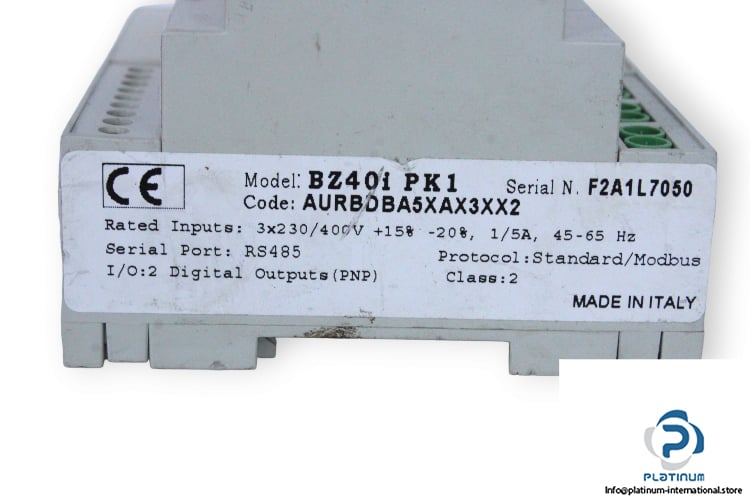 CE Model: BZ40i PK1 Serial N. F2A1L7050
Code: AURBDBA5XAX3XX2
Rated Inputs: 3x230/400V +15% -20%, 1/5A, 45-65 Hz
Serial Port: RS485 Protocol:Standard/Modbus
I/O:2 Digital Outputs(PNP) Class:2
MADE IN ITALY
PLATINUM
Info@platinum-international.store